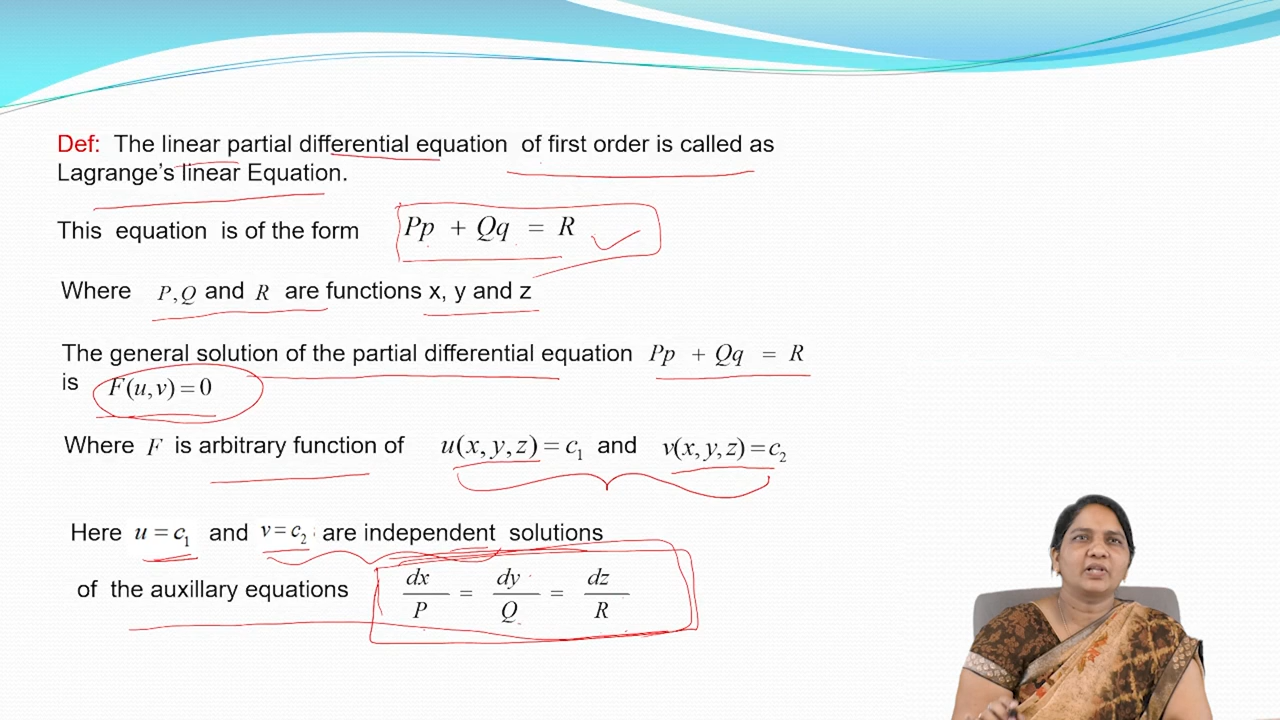 Def: The linear partial differential equation of first order is called as
Lagrange's linear Equation.
This equation is of the form Pp + Qq = R
Where P,Q and R are functions x, y and z
The general solution of the partial differential equation Pp + Qq = R
is F(u,v)=0
Where F is arbitrary function of u(x, y, z) = c₁ and v(x, y, z) = c₂
Here u = c₁ and v = c₂ are independent solutions
of the auxillary equations dx/P = dy/Q = dz/R